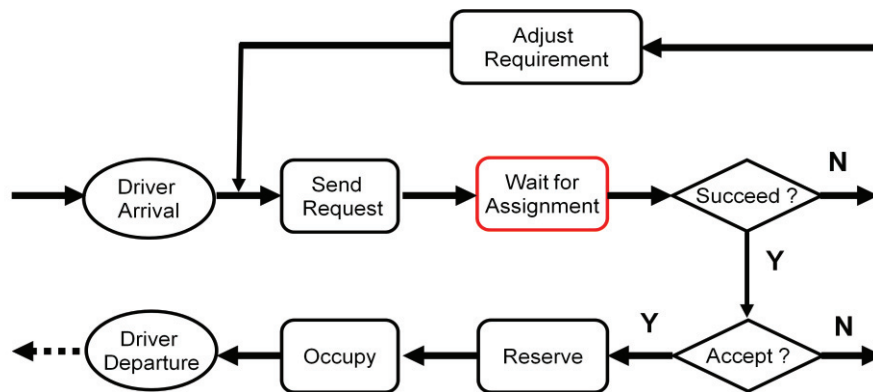 Adjust
Requirement
Driver
Arrival
Send
Request
Wait for
Assignment
Succeed ?
N
Y
Driver
Departure
Occupy
Reserve
Y
Accept ?
N